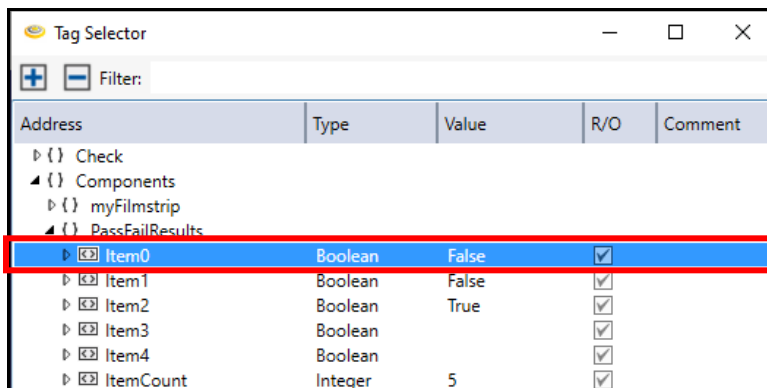 Tag Selector
Filter:
Address Type Value R/O Comment
{ } Check
{ } Components
{ } myFilmstrip
{ } PassFailResults
Item0 Boolean False
Item1 Boolean False
Item2 Boolean True
Item3 Boolean
Item4 Boolean
ItemCount Integer 5